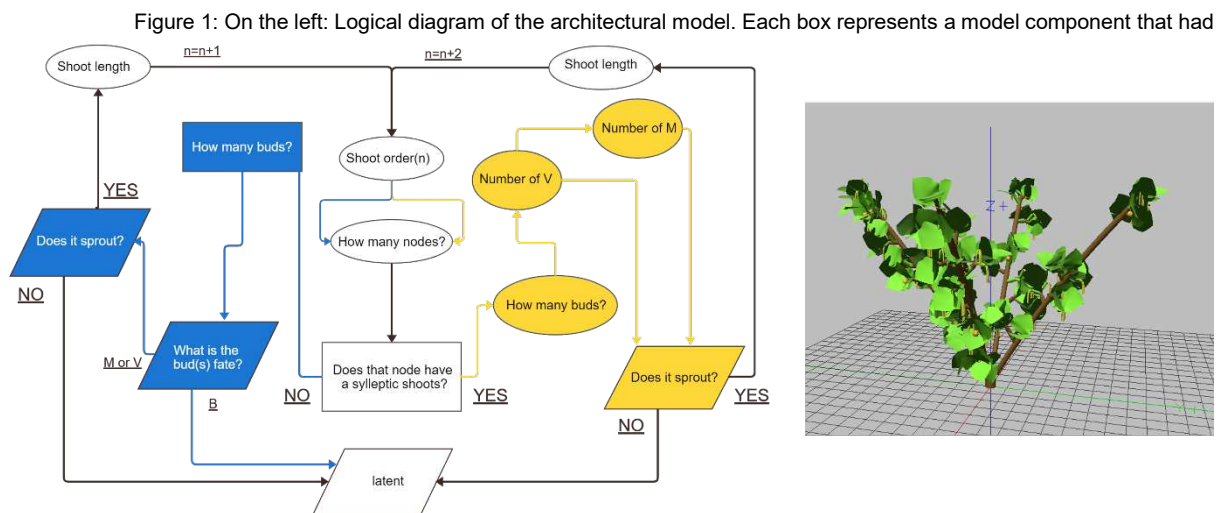 Figure 1: On the left: Logical diagram of the architectural model. Each box represents a model component that had
n=n+1
n=n+2
Shoot length
Shoot length
How many buds?
Shoot order(n)
Number of M
Number of V
YES
Does it sprout?
How many nodes?
NO
How many buds?
What is the
bud(s) fate?
M or V
Does that node have
a sylleptic shoots?
NO
YES
Does it sprout?
YES
B
NO
latent
Z+